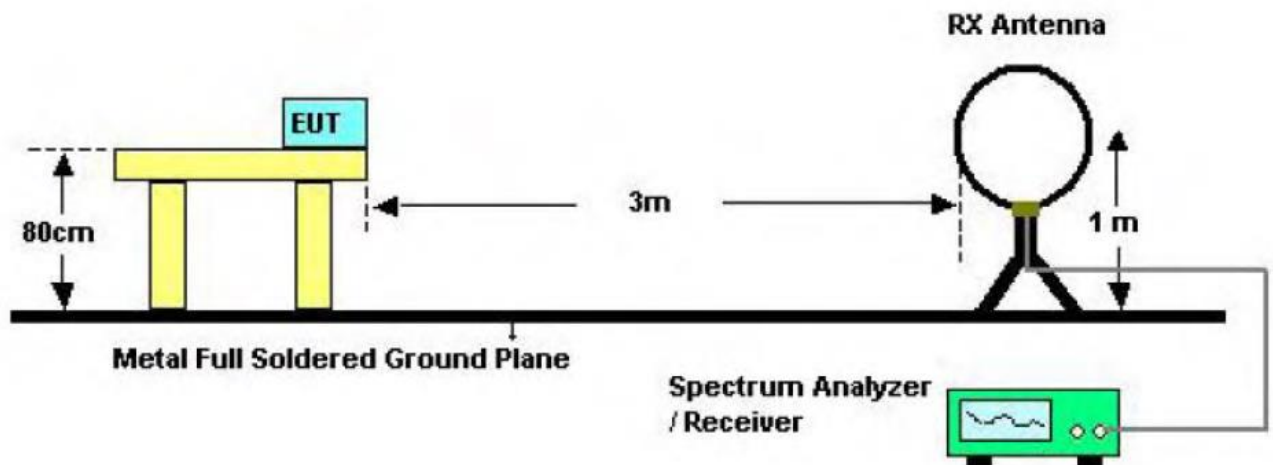 RX Antenna
EUT
3m
80cm
1 m
Metal Full Soldered Ground Plane
Spectrum Analyzer
/ Receiver